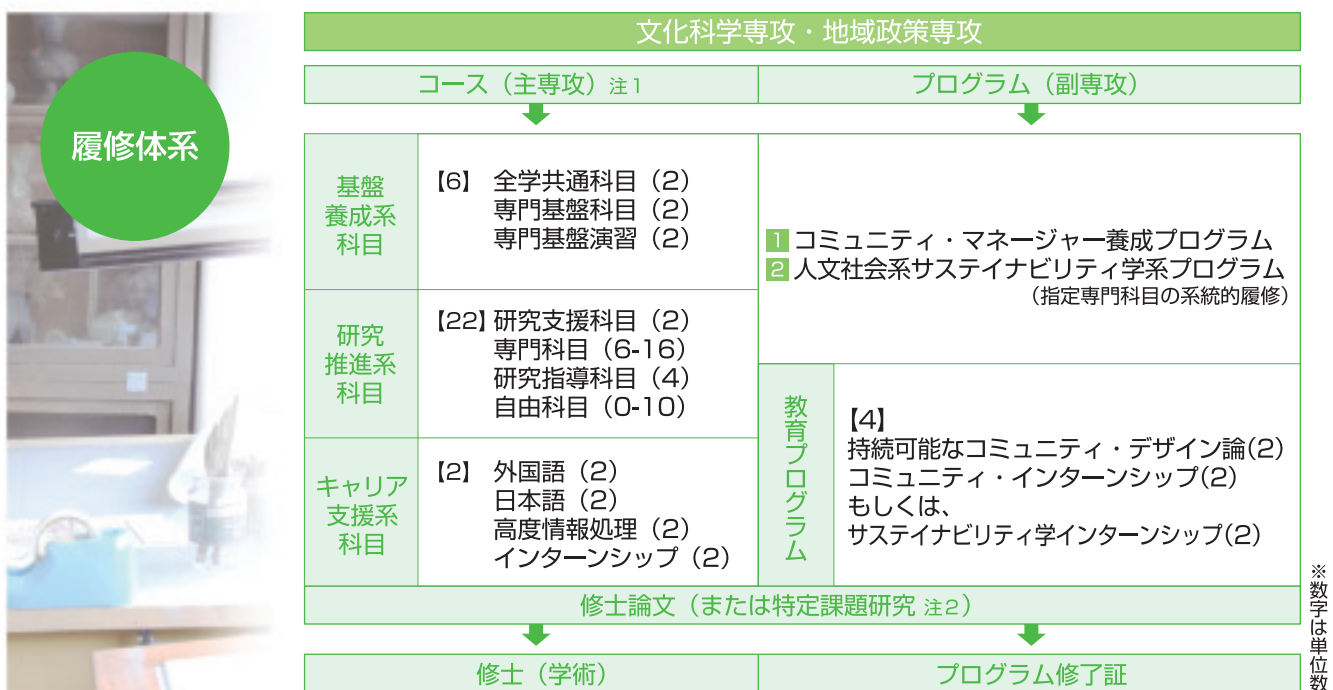 履修体系
文化科学専攻・地域政策専攻
コース（主専攻）注1
プログラム（副専攻）
基盤
養成系
科目
【6】 全学共通科目（2）
専門基盤科目（2）
専門基盤演習（2）
研究
推進系
科目
【22】研究支援科目（2）
専門科目（6-16）
研究指導科目（4）
自由科目（0-10）
キャリア
支援系
科目
【2】 外国語（2）
日本語（2）
高度情報処理（2）
インターンシップ（2）
1 コミュニティ・マネージャー養成プログラム
2 人文社会系サステイナビリティ学系プログラム
（指定専門科目の系統的履修）
教育プログラム
【4】
持続可能なコミュニティ・デザイン論(2)
コミュニティ・インターンシップ(2)
もしくは、
サステイナビリティ学インターンシップ(2)
修士論文（または特定課題研究 注2）
修士（学術）
プログラム修了証
※数字は単位数